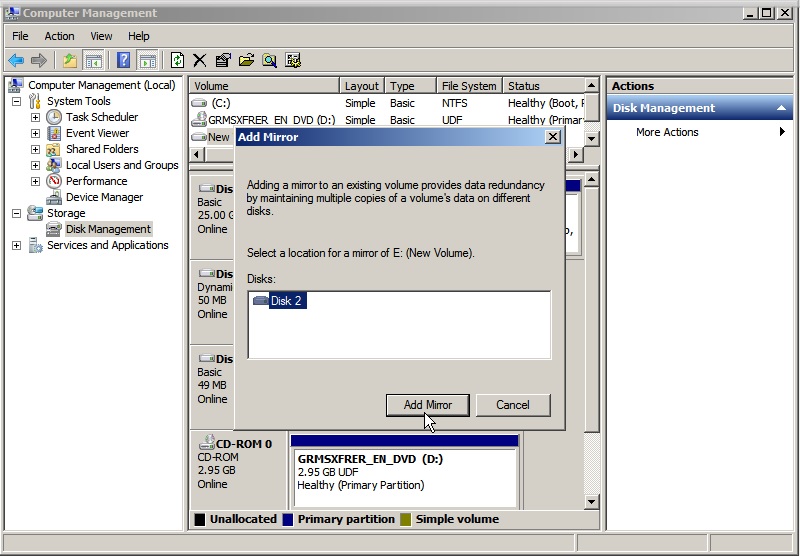 Computer Management
File Action View Help
Computer Management (Local)
System Tools
Task Scheduler
Event Viewer
Shared Folders
Local Users and Groups
Performance
Device Manager
Storage
Disk Management
Services and Applications
Volume Layout Type File System Status
(C:) Simple Basic NTFS Healthy (Boot,
GRMSXFRER_EN_DVD (D:) Simple Basic UDF Healthy (Primar
New
Add Mirror
Adding a mirror to an existing volume provides data redundancy
by maintaining multiple copies of a volume's data on different
disks.
Select a location for a mirror of E: (New Volume).
Disks:
Disk 2
Add Mirror Cancel
Dis
Basic
25.00 G
Online
Dis
Dynami
50 MB
Online
Dis
Basic
49 MB
Online
CD-ROM 0
CD-ROM
2.95 GB
Online
GRMSXFRER_EN_DVD (D:)
2.95 GB UDF
Healthy (Primary Partition)
Unallocated Primary partition Simple volume
Actions
Disk Management
More Actions